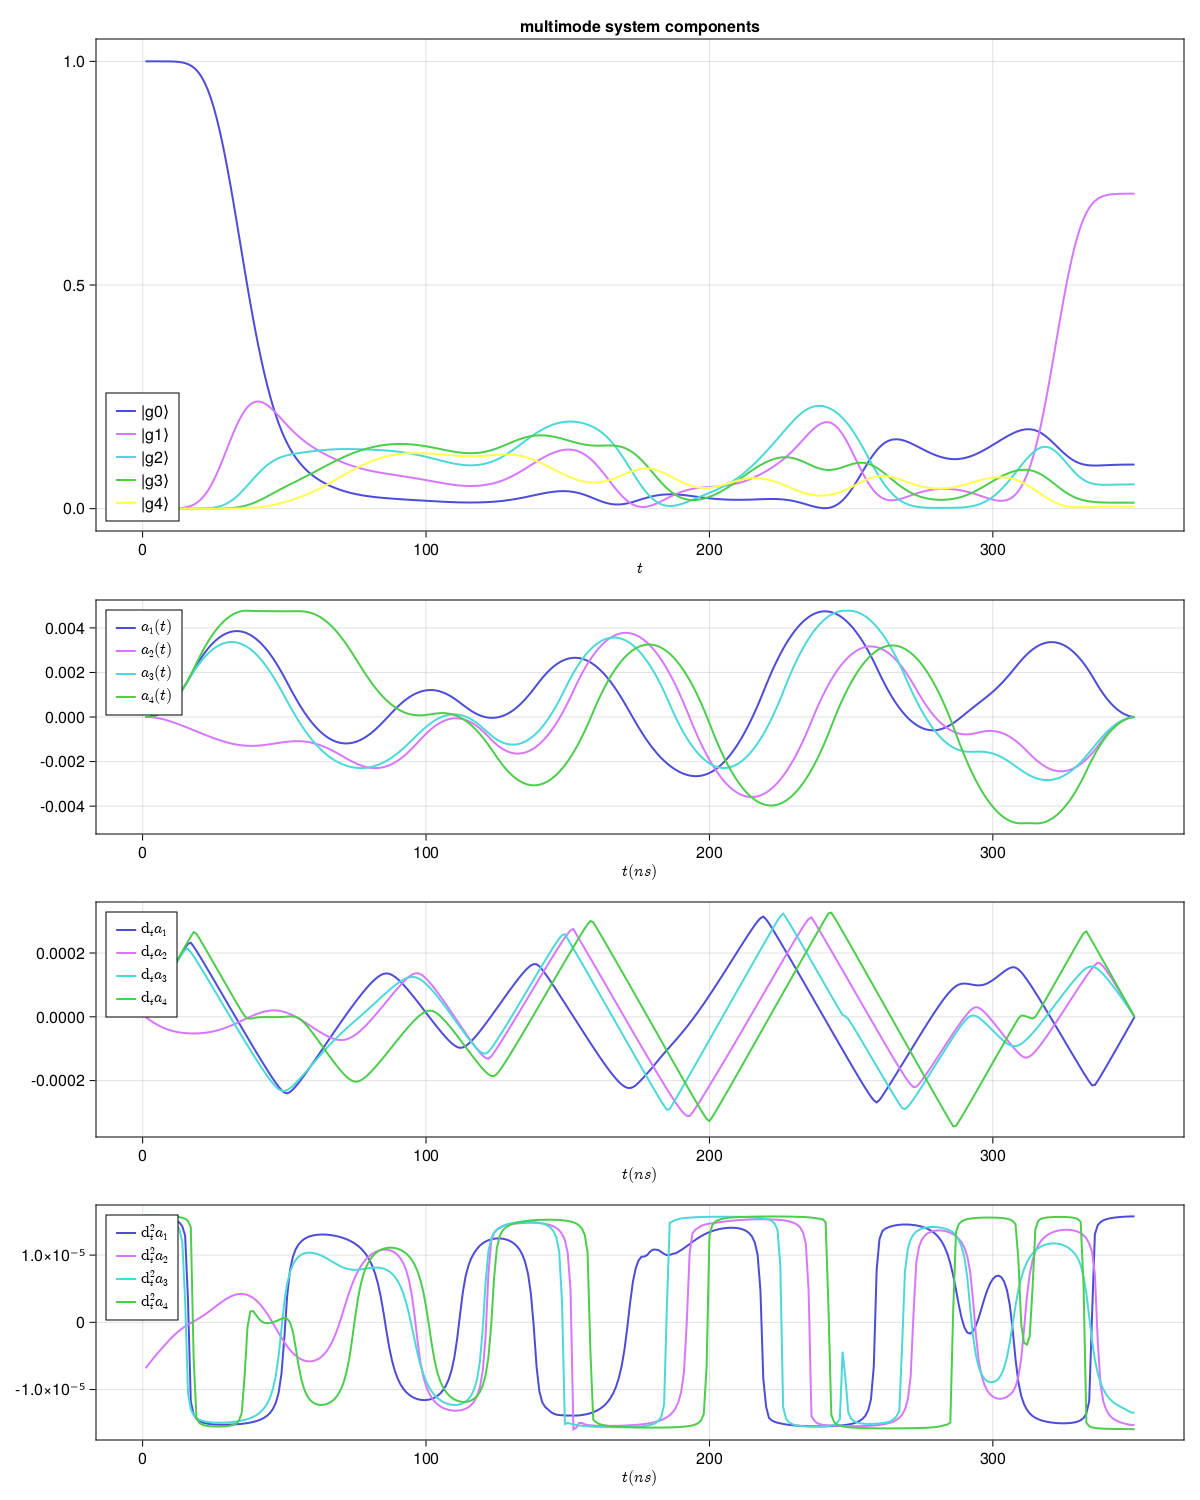 multimode system components
1.0
0.5
0.0
|g0⟩
|g1⟩
|g2⟩
|g3⟩
|g4⟩
0 100 200 300
t
0.004
0.002
0.000
-0.002
-0.004
a₁(t)
a₂(t)
a₃(t)
a₄(t)
0 100 200 300
t(ns)
0.0002
0.0000
-0.0002
dₜa₁
dₜa₂
dₜa₃
dₜa₄
0 100 200 300
t(ns)
1.0×10⁻⁵
0
-1.0×10⁻⁵
d²ₜa₁
d²ₜa₂
d²ₜa₃
d²ₜa₄
0 100 200 300
t(ns)